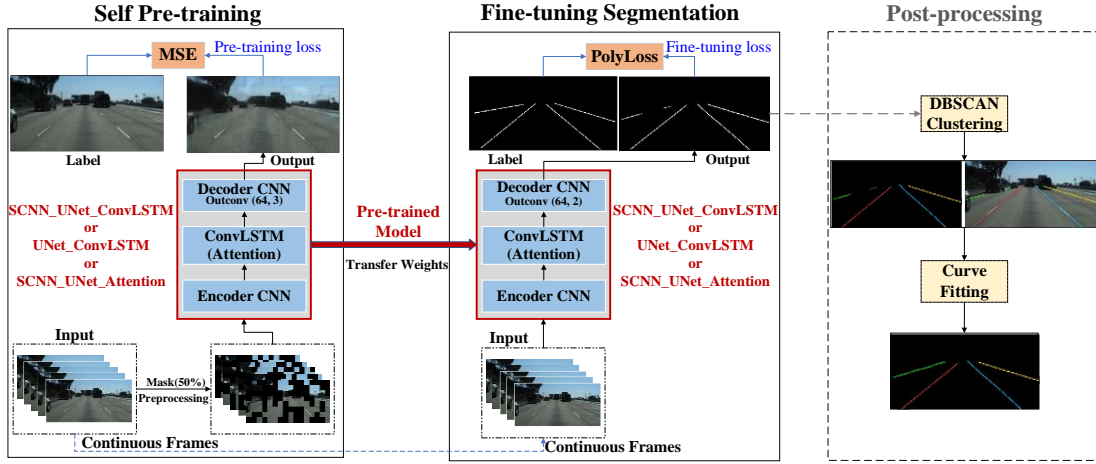 Self Pre-training
MSE
Pre-training loss
Label
Output
Decoder CNN
Outconv (64, 3)
ConvLSTM
(Attention)
Encoder CNN
SCNN_UNet_ConvLSTM
or
UNet_ConvLSTM
or
SCNN_UNet_Attention
Input
Mask(50%)
Preprocessing
Continuous Frames
Pre-trained
Model
Transfer Weights
Fine-tuning Segmentation
PolyLoss
Fine-tuning loss
Label
Output
Decoder CNN
Outconv (64, 2)
ConvLSTM
(Attention)
Encoder CNN
SCNN_UNet_ConvLSTM
or
UNet_ConvLSTM
or
SCNN_UNet_Attention
Input
Continuous Frames
Post-processing
DBSCAN
Clustering
Curve
Fitting